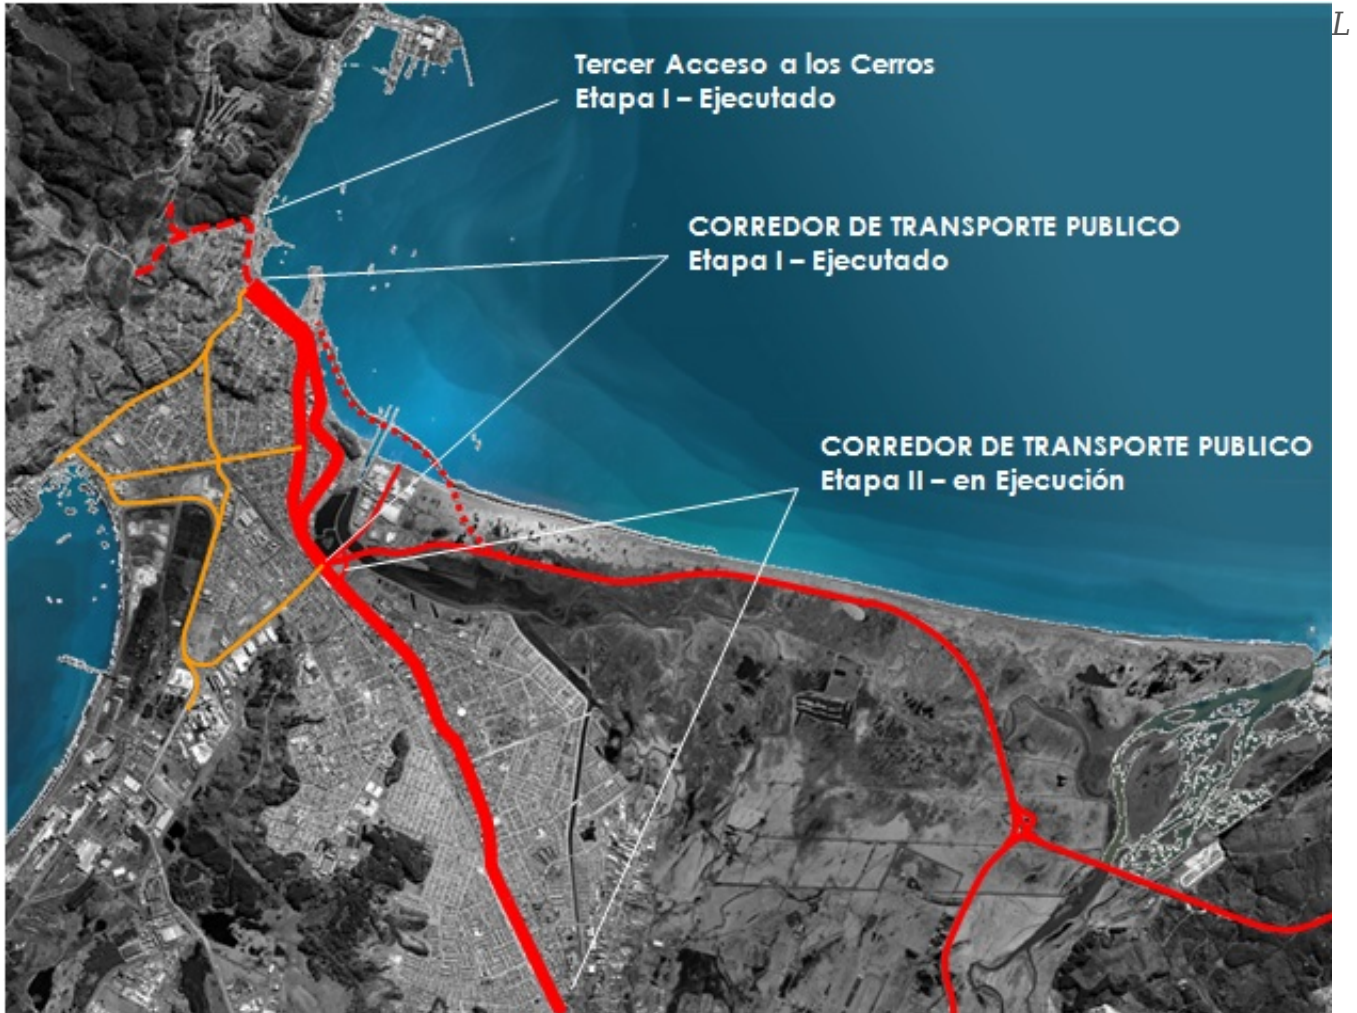 L
Tercer Acceso a los Cerros
Etapa I – Ejecutado
CORREDOR DE TRANSPORTE PUBLICO
Etapa I – Ejecutado
CORREDOR DE TRANSPORTE PUBLICO
Etapa II – en Ejecución